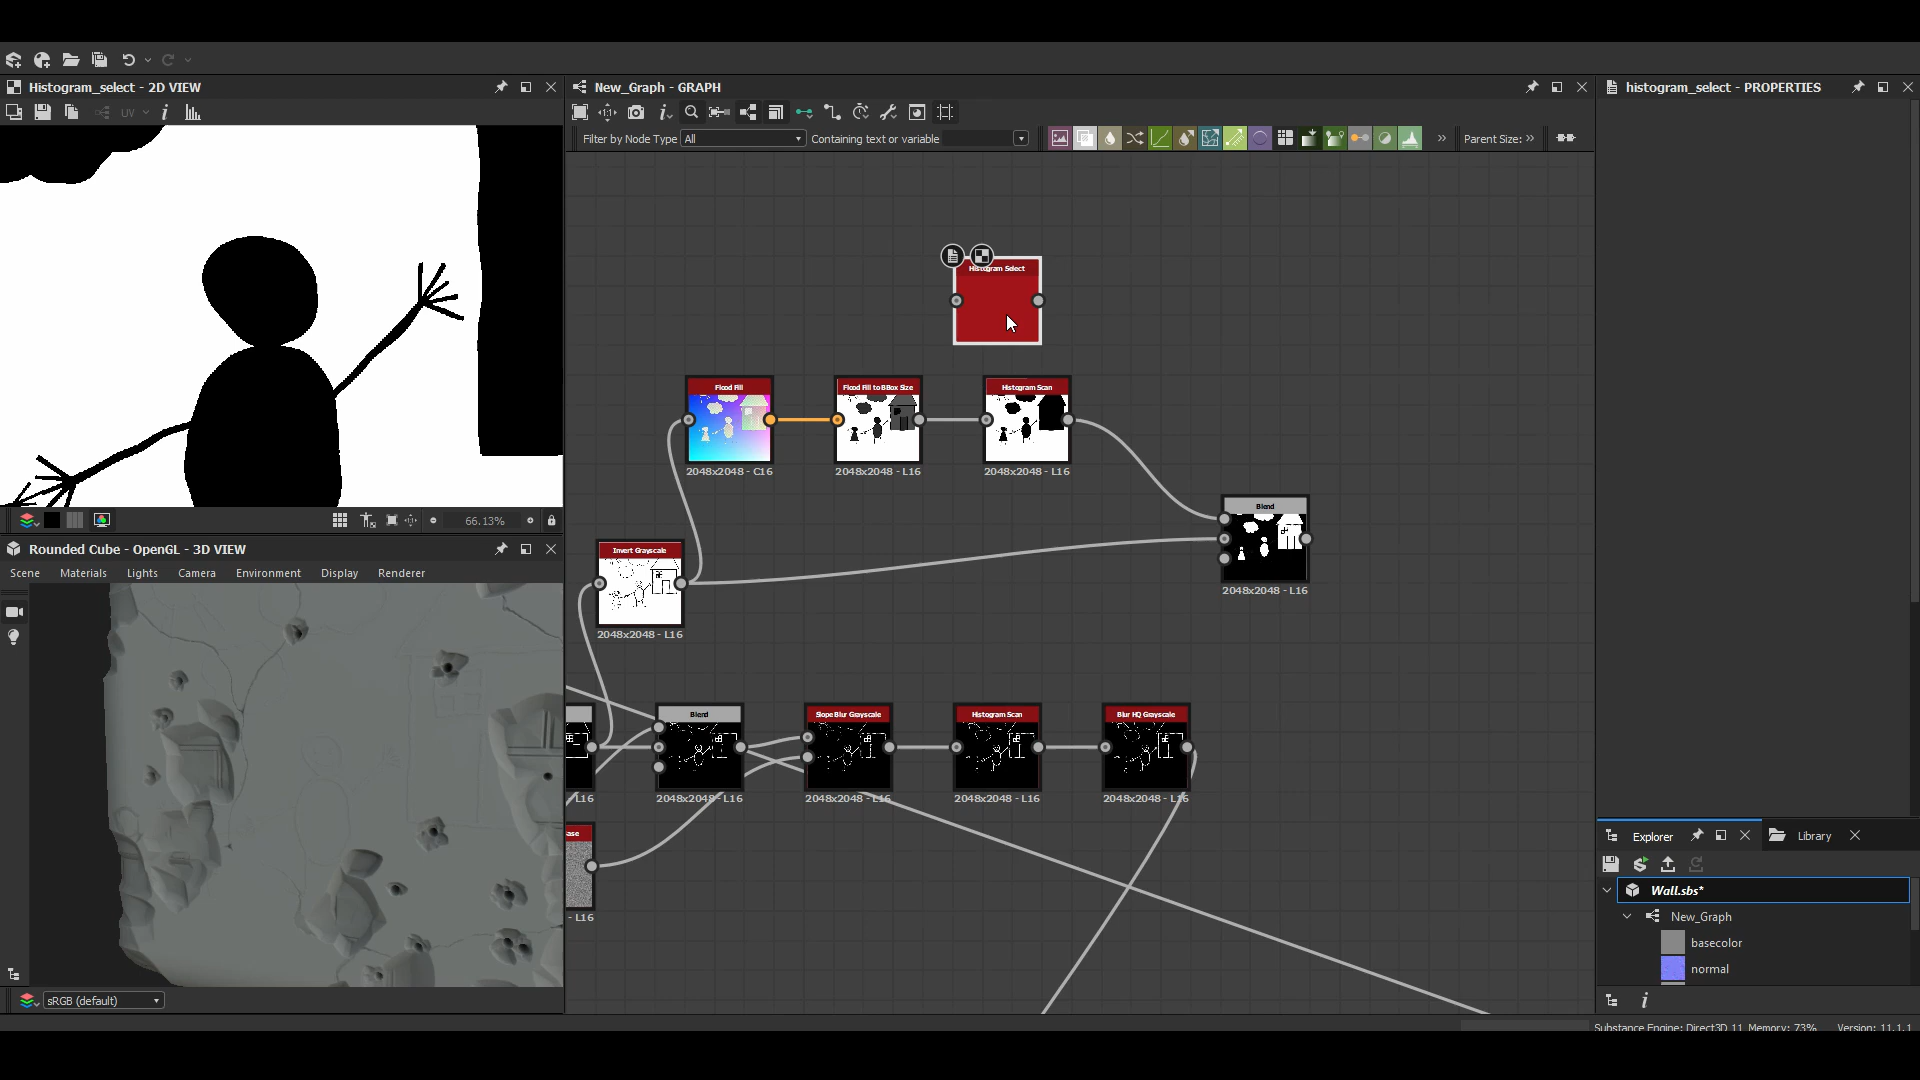 Histogram_select - 2D VIEW
UV
66.13%
Rounded Cube - OpenGL - 3D VIEW
Scene Materials Lights Camera Environment Display Renderer
sRGB (default)
New_Graph - GRAPH
Filter by Node Type All Containing text or variable Parent Size:
Histogram Select
Flood Fill
2048x2048 - C16
Flood Fill to BBox Size
2048x2048 - L16
Histogram Scan
2048x2048 - L16
Blend
2048x2048 - L16
Invert Grayscale
2048x2048 - L16
L16
Blend
2048x2048 - L16
Slope Blur Grayscale
2048x2048 - L16
Histogram Scan
2048x2048 - L16
Blur HQ Grayscale
2048x2048 - L16
ase
- L16
histogram_select - PROPERTIES
Explorer Library
Wall.sbs*
New_Graph
basecolor
normal
Substance Engine: Direct3D 11 Memory: 73% Version: 11.1.1